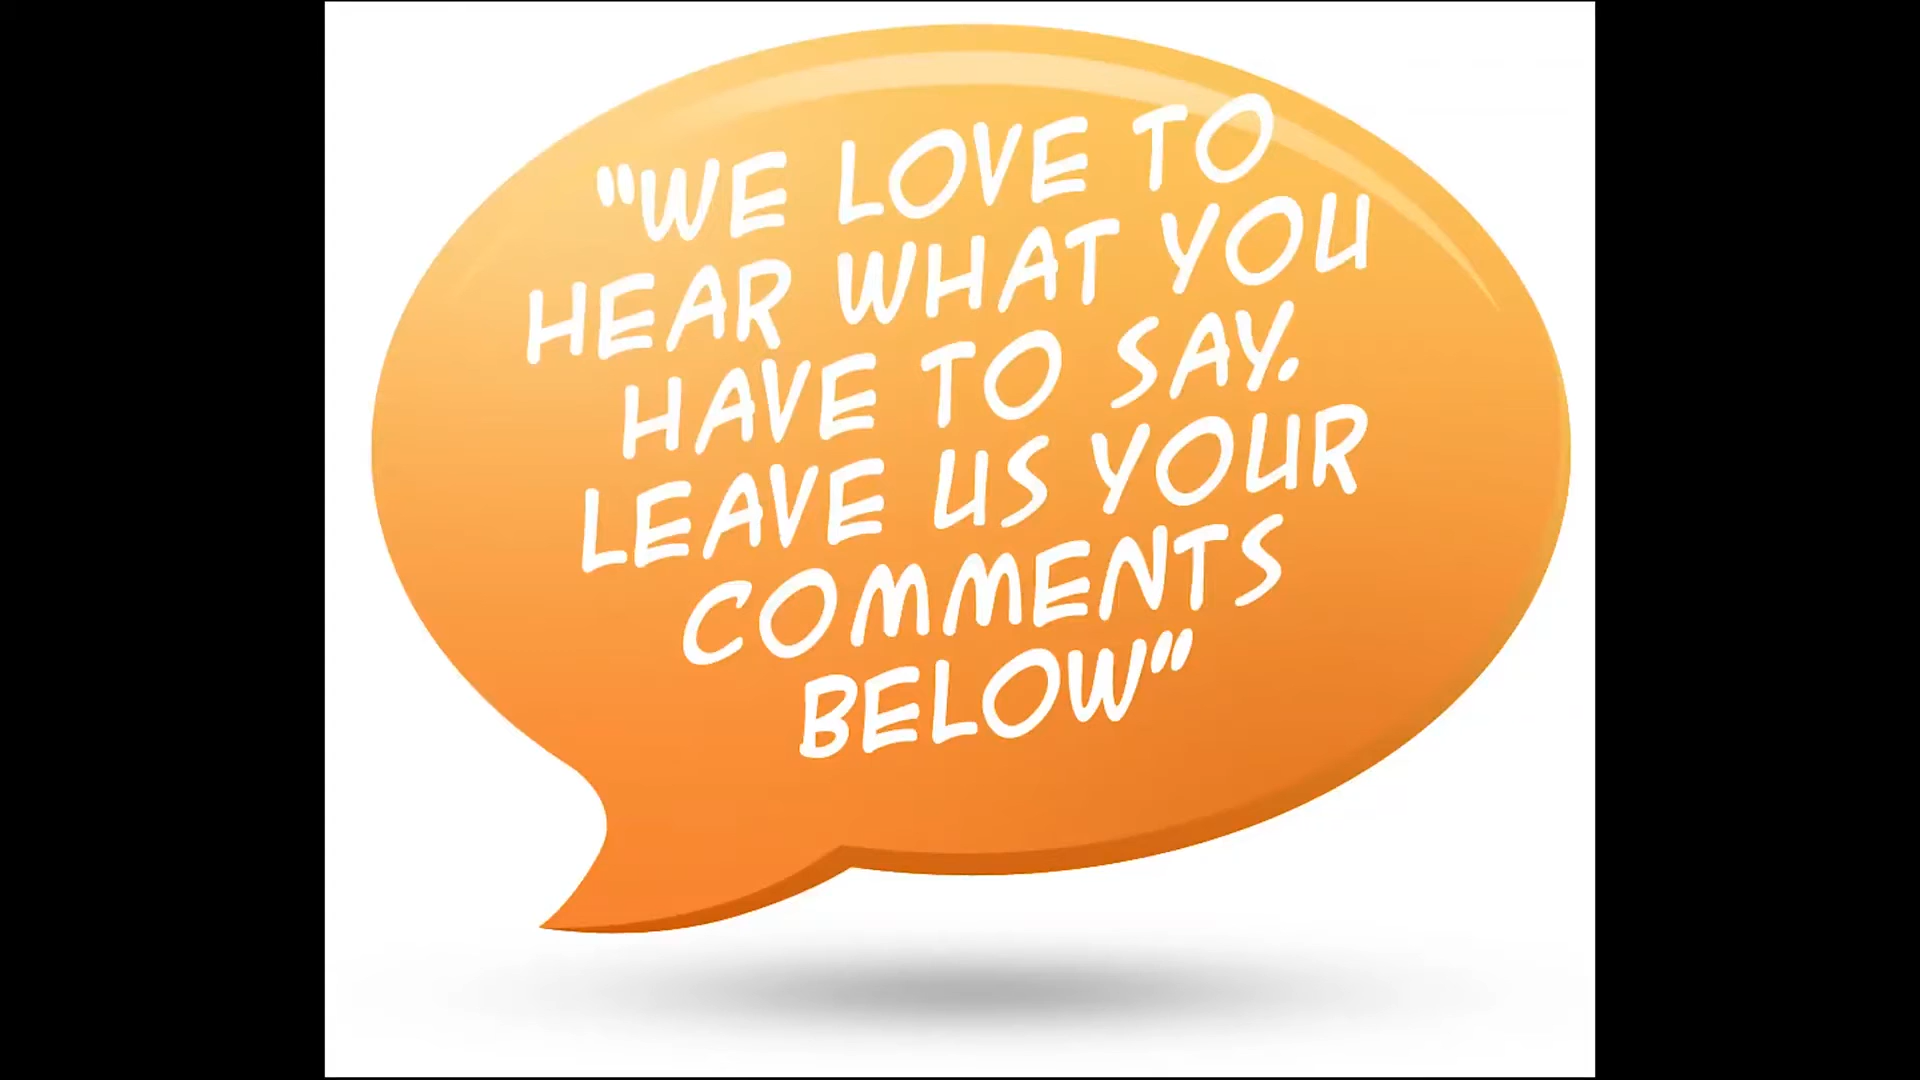 “WE LOVE TO
HEAR WHAT YOU
HAVE TO SAY.
LEAVE US YOUR
COMMENTS
BELOW”